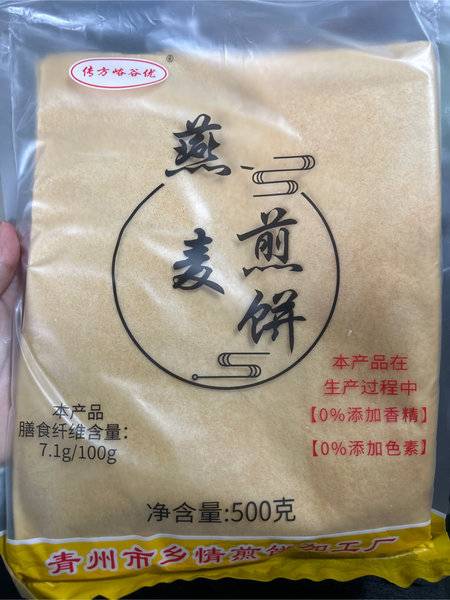 传方峪谷优
®
燕麦
煎饼
本产品在
生产过程中
【0%添加香精】
【0%添加色素】
本产品
膳食纤维含量：
7.1g/100g
净含量:500克
青州市乡情煎饼加工厂